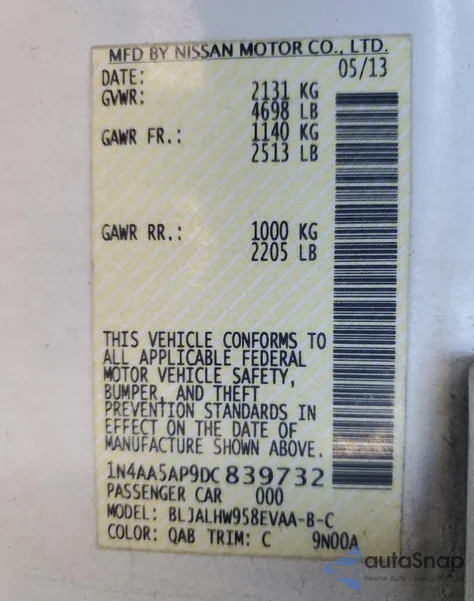 MFD BY NISSAN MOTOR CO., LTD.
DATE: 05/13
GVWR: 2131 KG
4698 LB
GAWR FR.: 1140 KG
2513 LB
GAWR RR.: 1000 KG
2205 LB
THIS VEHICLE CONFORMS TO
ALL APPLICABLE FEDERAL
MOTOR VEHICLE SAFETY,
BUMPER, AND THEFT
PREVENTION STANDARDS IN
EFFECT ON THE DATE OF
MANUFACTURE SHOWN ABOVE.
1N4AA5AP9DC839732
PASSENGER CAR 000
MODEL: BLJALHW958EVAA-B-C
COLOR: QAB TRIM: C 9N00A
autaSnap